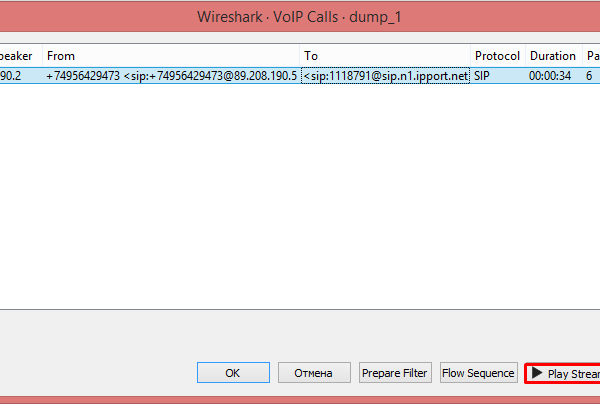 Wireshark · VoIP Calls · dump_1
peaker From To Protocol Duration Pa
90.2 +74956429473 <sip:+74956429473@89.208.190.5 <sip:1118791@sip.n1.ipport.net SIP 00:00:34 6
OK Отмена Prepare Filter Flow Sequence Play Strea